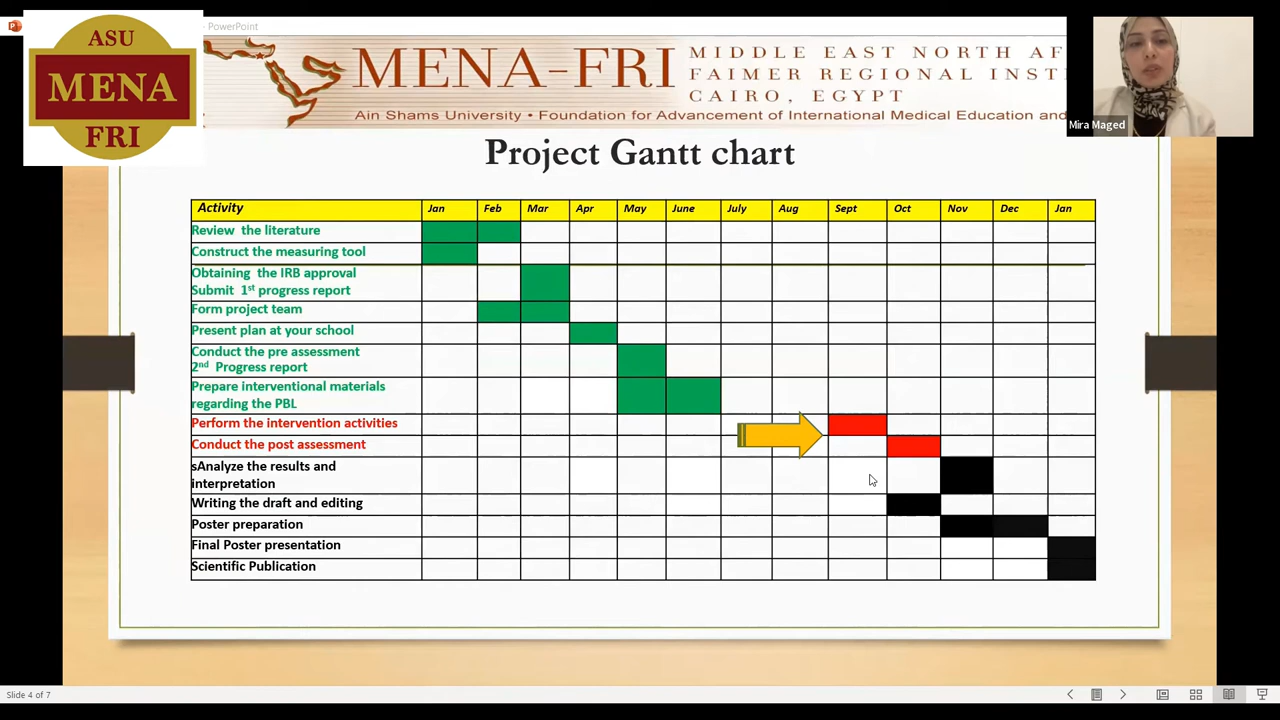 - PowerPoint
ASU
MENA
FRI
MENA-FRI
MIDDLE EAST NORTH AF
FAIMER REGIONAL INST
CAIRO, EGYPT
Ain Shams University • Foundation for Advancement of International Medical Education and
Mira Maged
Project Gantt chart
Activity Jan Feb Mar Apr May June July Aug Sept Oct Nov Dec Jan
Review the literature
Construct the measuring tool
Obtaining the IRB approval
Submit 1st progress report
Form project team
Present plan at your school
Conduct the pre assessment
2nd Progress report
Prepare interventional materials
regarding the PBL
Perform the intervention activities
Conduct the post assessment
sAnalyze the results and
interpretation
Writing the draft and editing
Poster preparation
Final Poster presentation
Scientific Publication
Slide 4 of 7